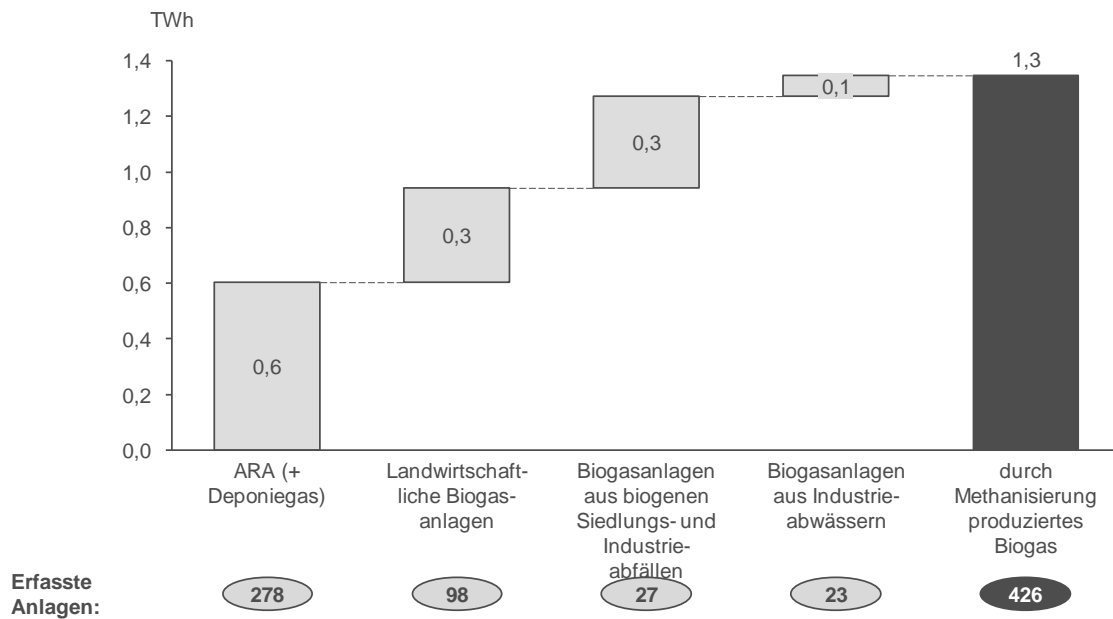 TWh
1,4
1,2
1,0
0,8
0,6
0,4
0,2
0,0
0,6
0,3
0,3
0,1
1,3
ARA (+
Deponiegas)
Landwirtschaft-
liche Biogas-
anlagen
Biogasanlagen
aus biogenen
Siedlungs- und
Industrie-
abfällen
Biogasanlagen
aus Industrie-
abwässern
durch
Methanisierung
produziertes
Biogas
Erfasste
Anlagen:
278
98
27
23
426